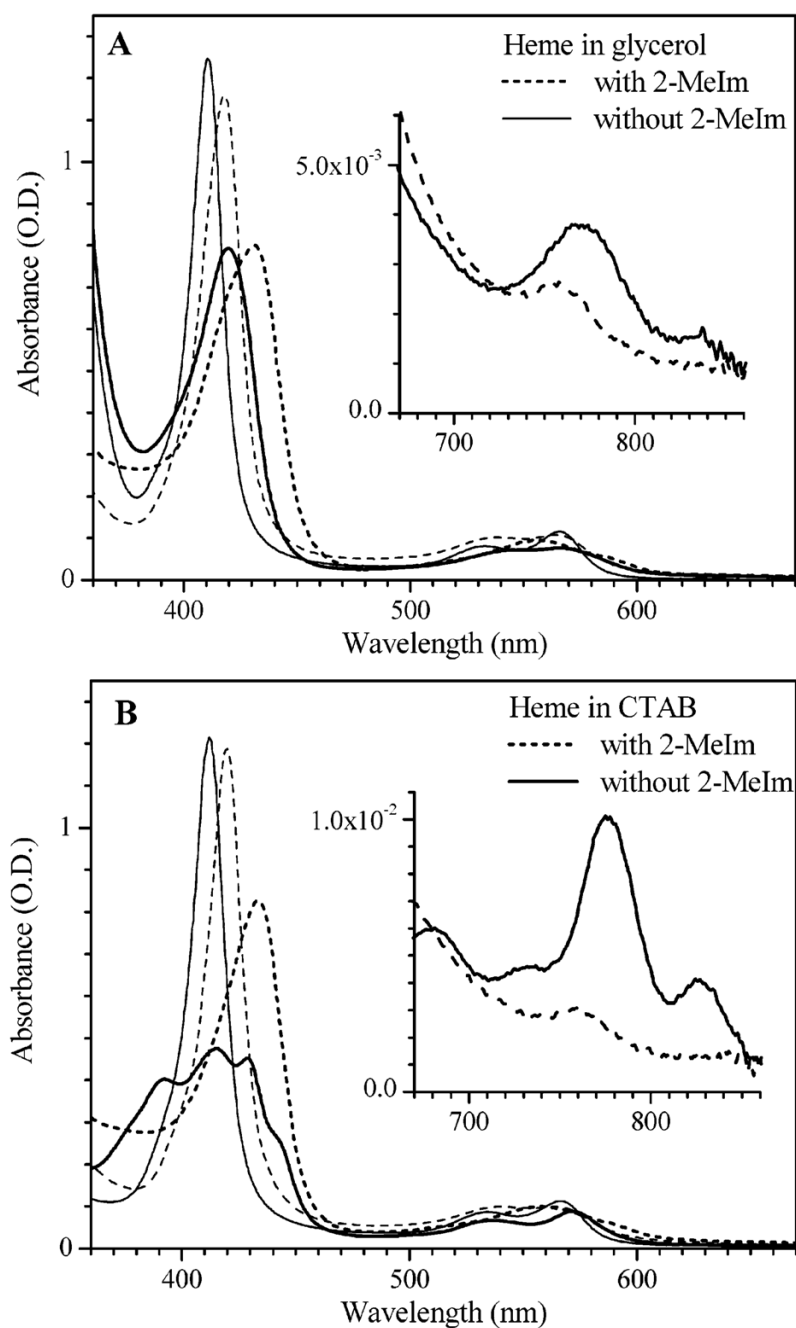 A
Heme in glycerol
with 2-MeIm
without 2-MeIm
5.0x10-3
0.0
700
800
1
0
Absorbance (O.D.)
400
500
600
Wavelength (nm)
B
Heme in CTAB
with 2-MeIm
without 2-MeIm
1.0x10-2
0.0
700
800
1
0
Absorbance (O.D.)
400
500
600
Wavelength (nm)